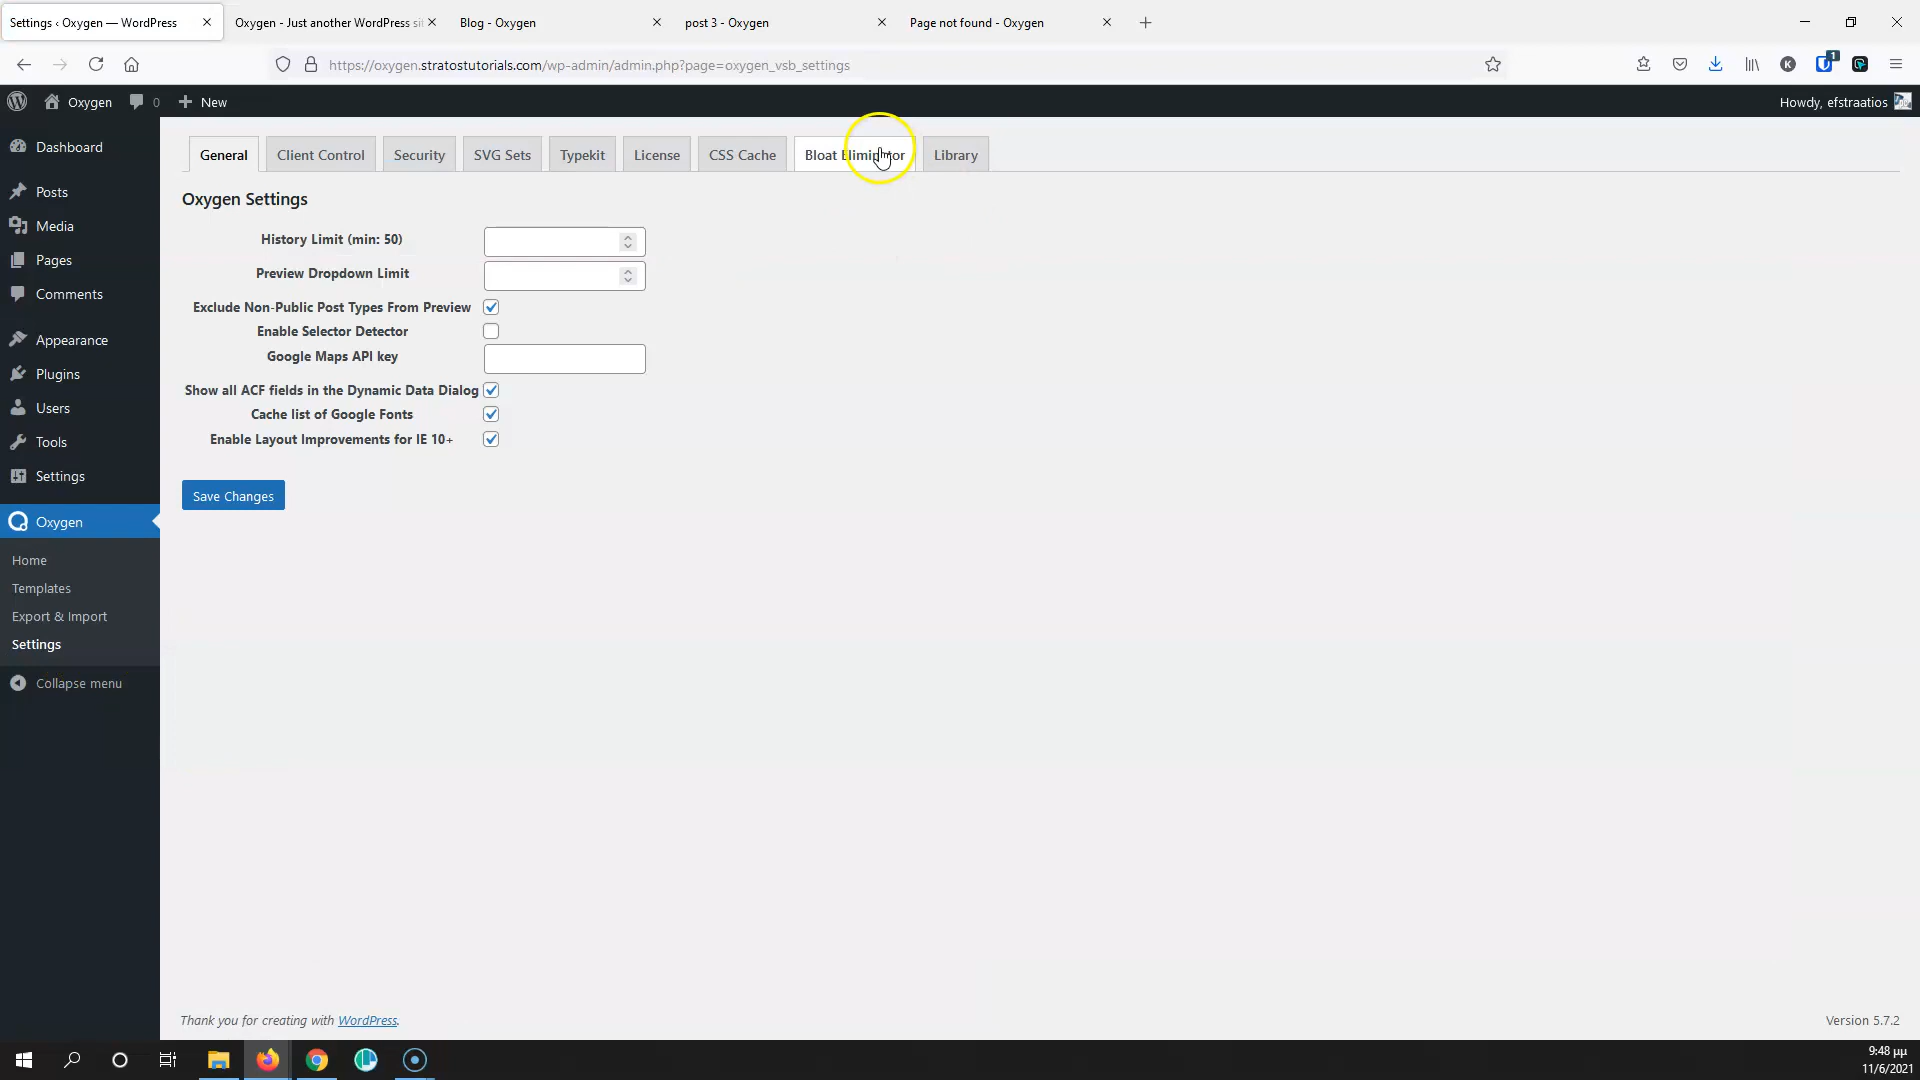 Settings ‹ Oxygen — WordPress
Oxygen - Just another WordPress si
Blog - Oxygen
post 3 - Oxygen
Page not found - Oxygen
https://oxygen.stratostutorials.com/wp-admin/admin.php?page=oxygen_vsb_settings
K
1
Oxygen
0
New
Howdy, efstraatios
Dashboard
Posts
Media
Pages
Comments
Appearance
Plugins
Users
Tools
Settings
Oxygen
Home
Templates
Export & Import
Settings
Collapse menu
General
Client Control
Security
SVG Sets
Typekit
License
CSS Cache
Bloat Eliminator
Library
Oxygen Settings
History Limit (min: 50)
Preview Dropdown Limit
Exclude Non-Public Post Types From Preview
Enable Selector Detector
Google Maps API key
Show all ACF fields in the Dynamic Data Dialog
Cache list of Google Fonts
Enable Layout Improvements for IE 10+
Save Changes
Thank you for creating with WordPress.
Version 5.7.2
9:48 μμ
11/6/2021